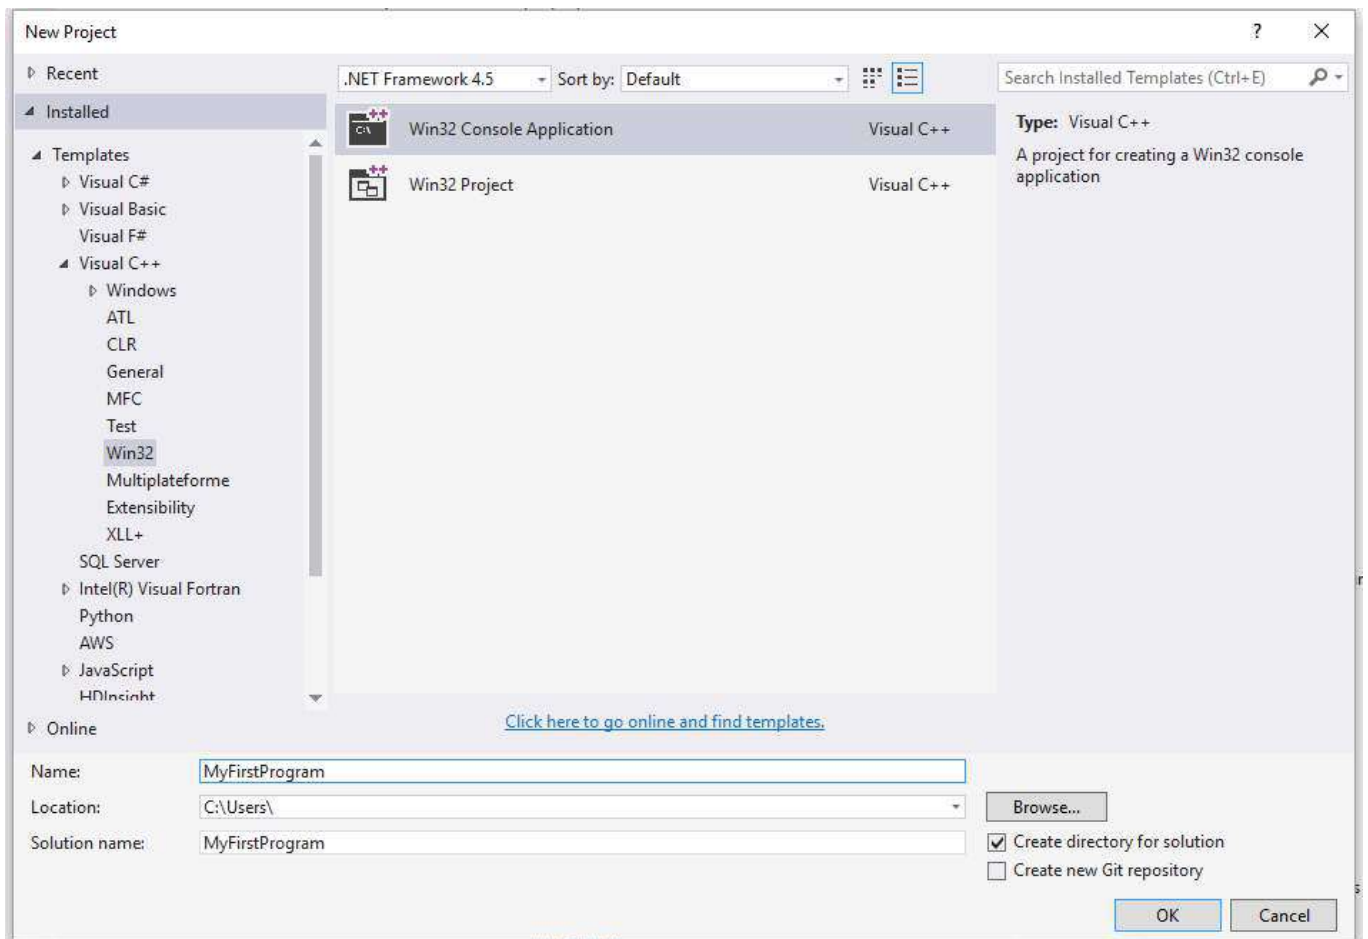 New Project
?
Recent
.NET Framework 4.5
Sort by: Default
Search Installed Templates (Ctrl+E)
Installed
Templates
Visual C#
Visual Basic
Visual F#
Visual C++
Windows
ATL
CLR
General
MFC
Test
Win32
Multiplateforme
Extensibility
XLL+
SQL Server
Intel(R) Visual Fortran
Python
AWS
JavaScript
HDInsight
Online
Win32 Console Application Visual C++
Win32 Project Visual C++
Type: Visual C++
A project for creating a Win32 console
application
Click here to go online and find templates.
Name: MyFirstProgram
Location: C:\Users\
Browse...
Solution name: MyFirstProgram
Create directory for solution
Create new Git repository
OK
Cancel